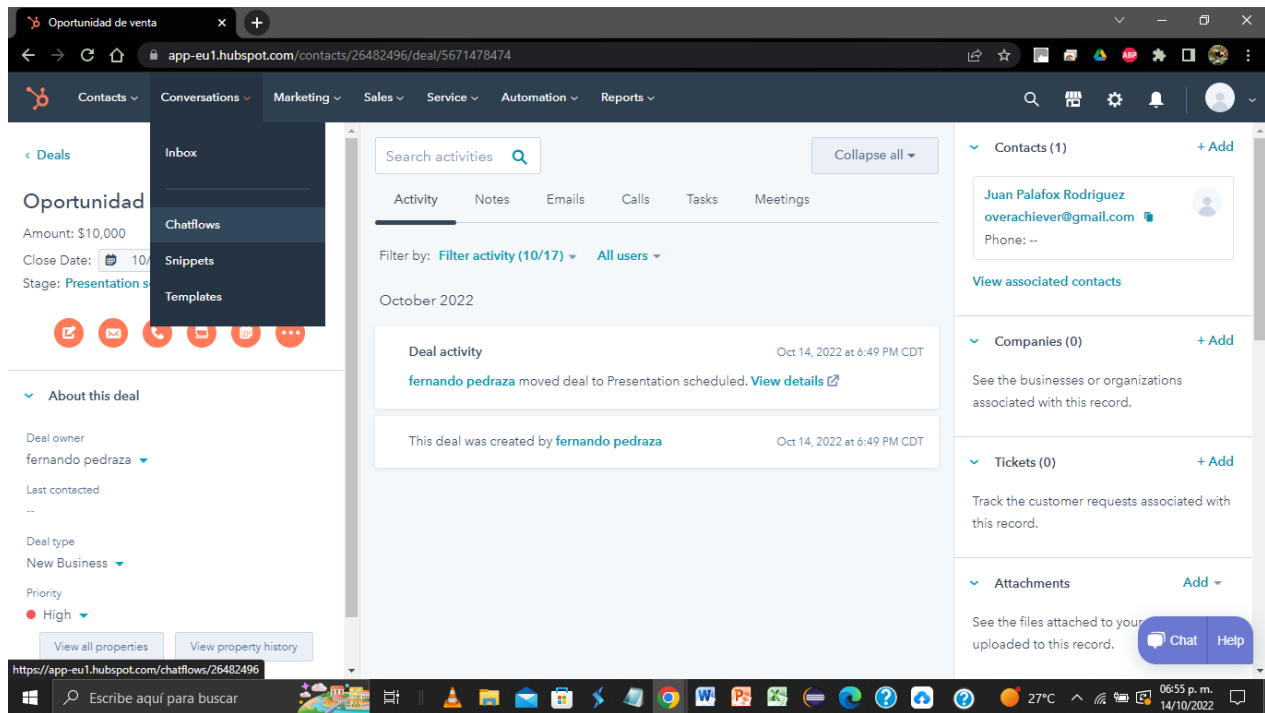 Oportunidad de venta
app-eu1.hubspot.com/contacts/26482496/deal/5671478474
ABP
Contacts
Conversations
Marketing
Sales
Service
Automation
Reports
Inbox
Chatflows
Snippets
Templates
Deals
Oportunidad
Amount: $10,000
Close Date: 10/
Stage: Presentation s
About this deal
Deal owner
fernando pedraza
Last contacted
--
Deal type
New Business
Priority
High
View all properties
View property history
https://app-eu1.hubspot.com/chatflows/26482496
Search activities
Collapse all
Activity
Notes
Emails
Calls
Tasks
Meetings
Filter by: Filter activity (10/17) All users
October 2022
Deal activity
Oct 14, 2022 at 6:49 PM CDT
fernando pedraza moved deal to Presentation scheduled. View details
This deal was created by fernando pedraza
Oct 14, 2022 at 6:49 PM CDT
Contacts (1)
+ Add
Juan Palafox Rodriguez
overachiever@gmail.com
Phone: --
View associated contacts
Companies (0)
+ Add
See the businesses or organizations
associated with this record.
Tickets (0)
+ Add
Track the customer requests associated with
this record.
Attachments
Add
See the files attached to your
uploaded to this record.
Chat
Help
Escribe aquí para buscar
27°C
06:55 p. m.
14/10/2022